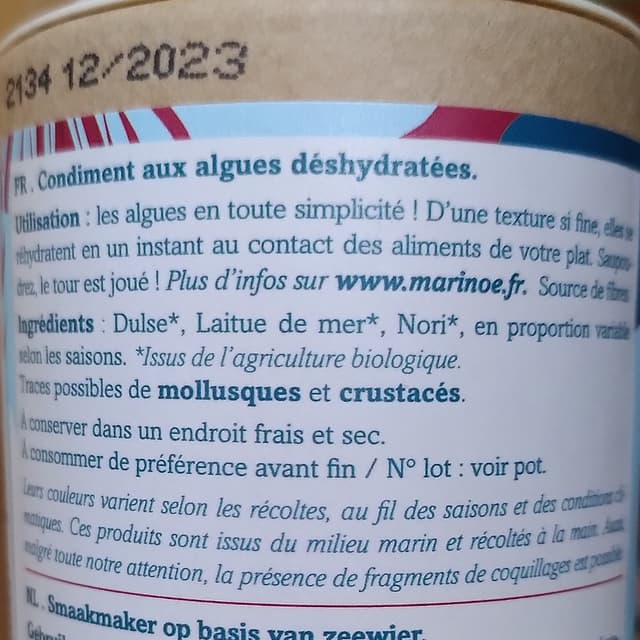 2134 12/2023
FR . Condiment aux algues déshydratées.
Utilisation : les algues en toute simplicité ! D'une texture si fine, elles se
réhydratent en un instant au contact des aliments de votre plat. Saupou-
drez, le tour est joué ! Plus d'infos sur www.marinoe.fr. Source de fibres
Ingrédients : Dulse*, Laitue de mer*, Nori*, en proportion variable
selon les saisons. *Issus de l'agriculture biologique.
Traces possibles de mollusques et crustacés.
A conserver dans un endroit frais et sec.
A consommer de préférence avant fin / N° lot : voir pot.
Leurs couleurs varient selon les récoltes, au fil des saisons et des conditions cli-
matiques. Ces produits sont issus du milieu marin et récoltés à la main. Aussi,
malgré toute notre attention, la présence de fragments de coquillages est possible.
NL . Smaakmaker op basis van zeewier.